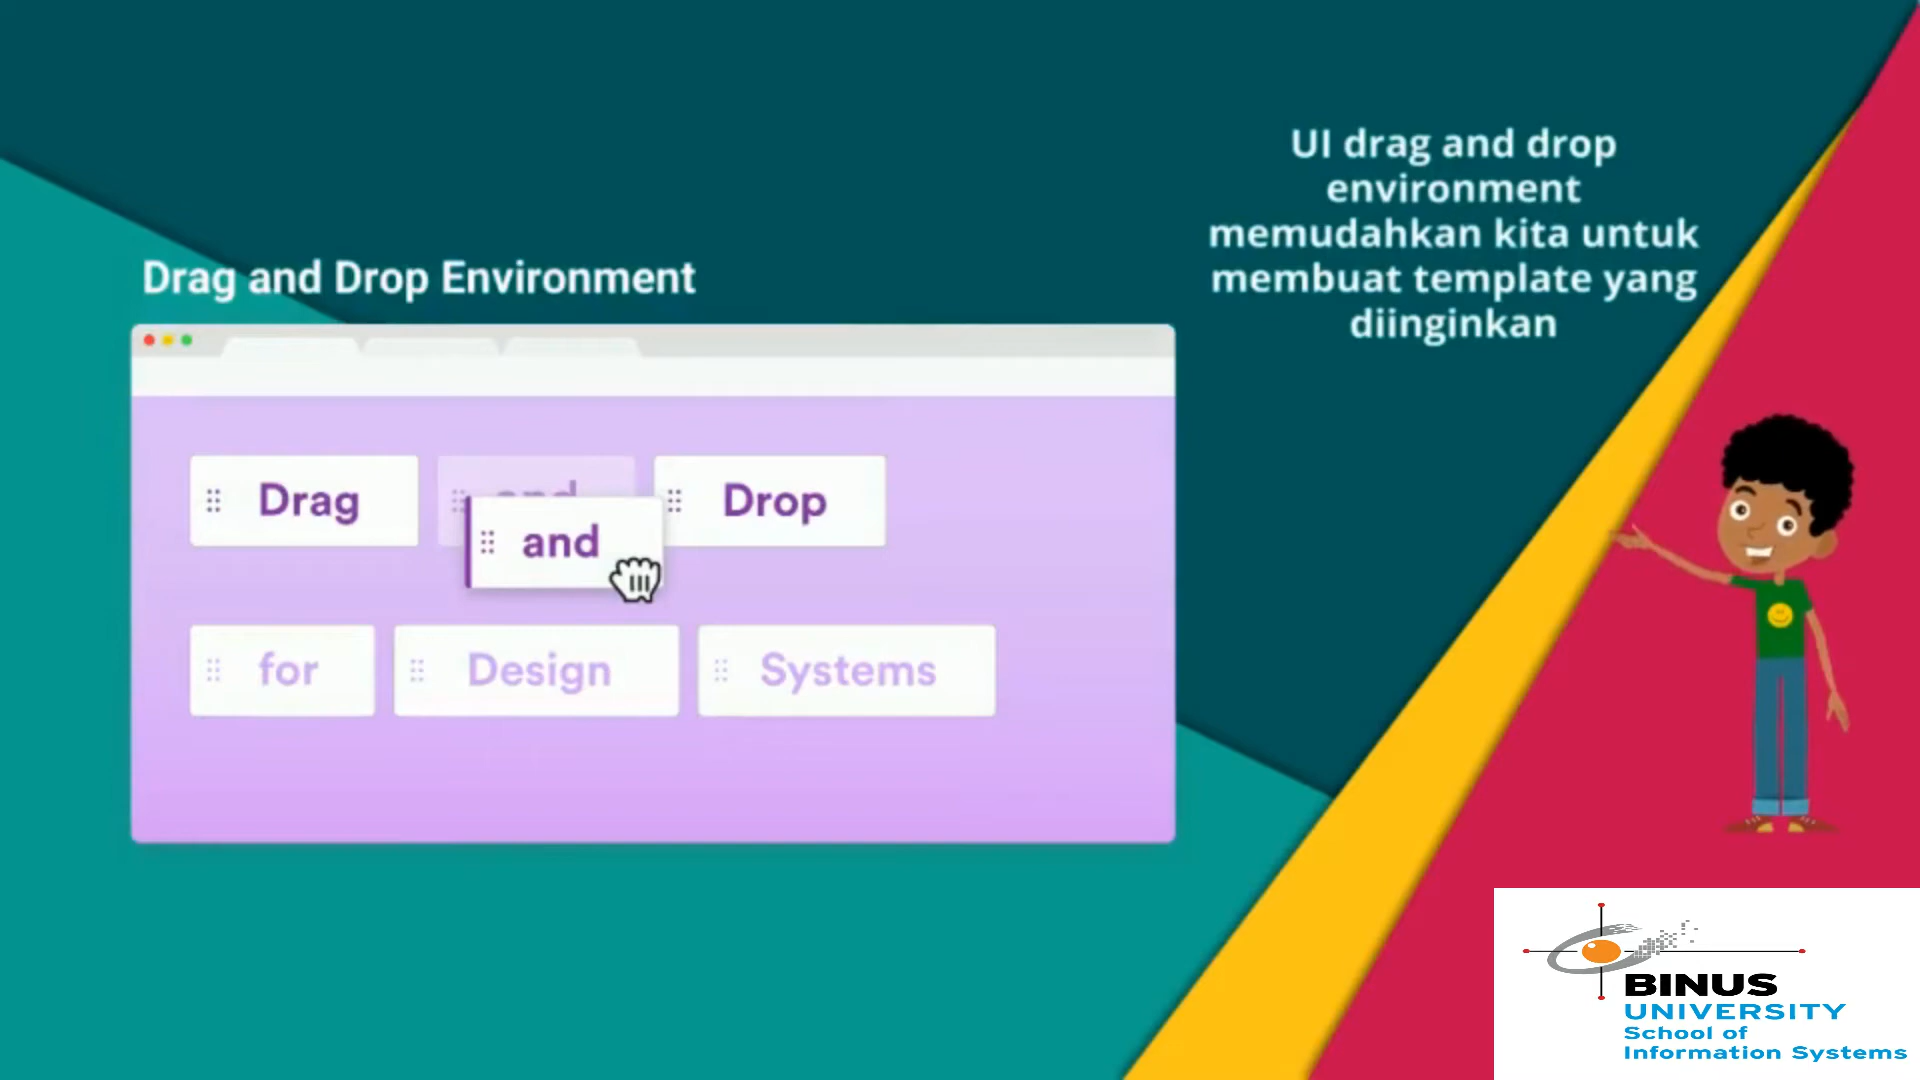 UI drag and drop
environment
memudahkan kita untuk
membuat template yang
diinginkan
Drag and Drop Environment
Drag and Drop
and
for Design Systems
BINUS
UNIVERSITY
School of
Information Systems